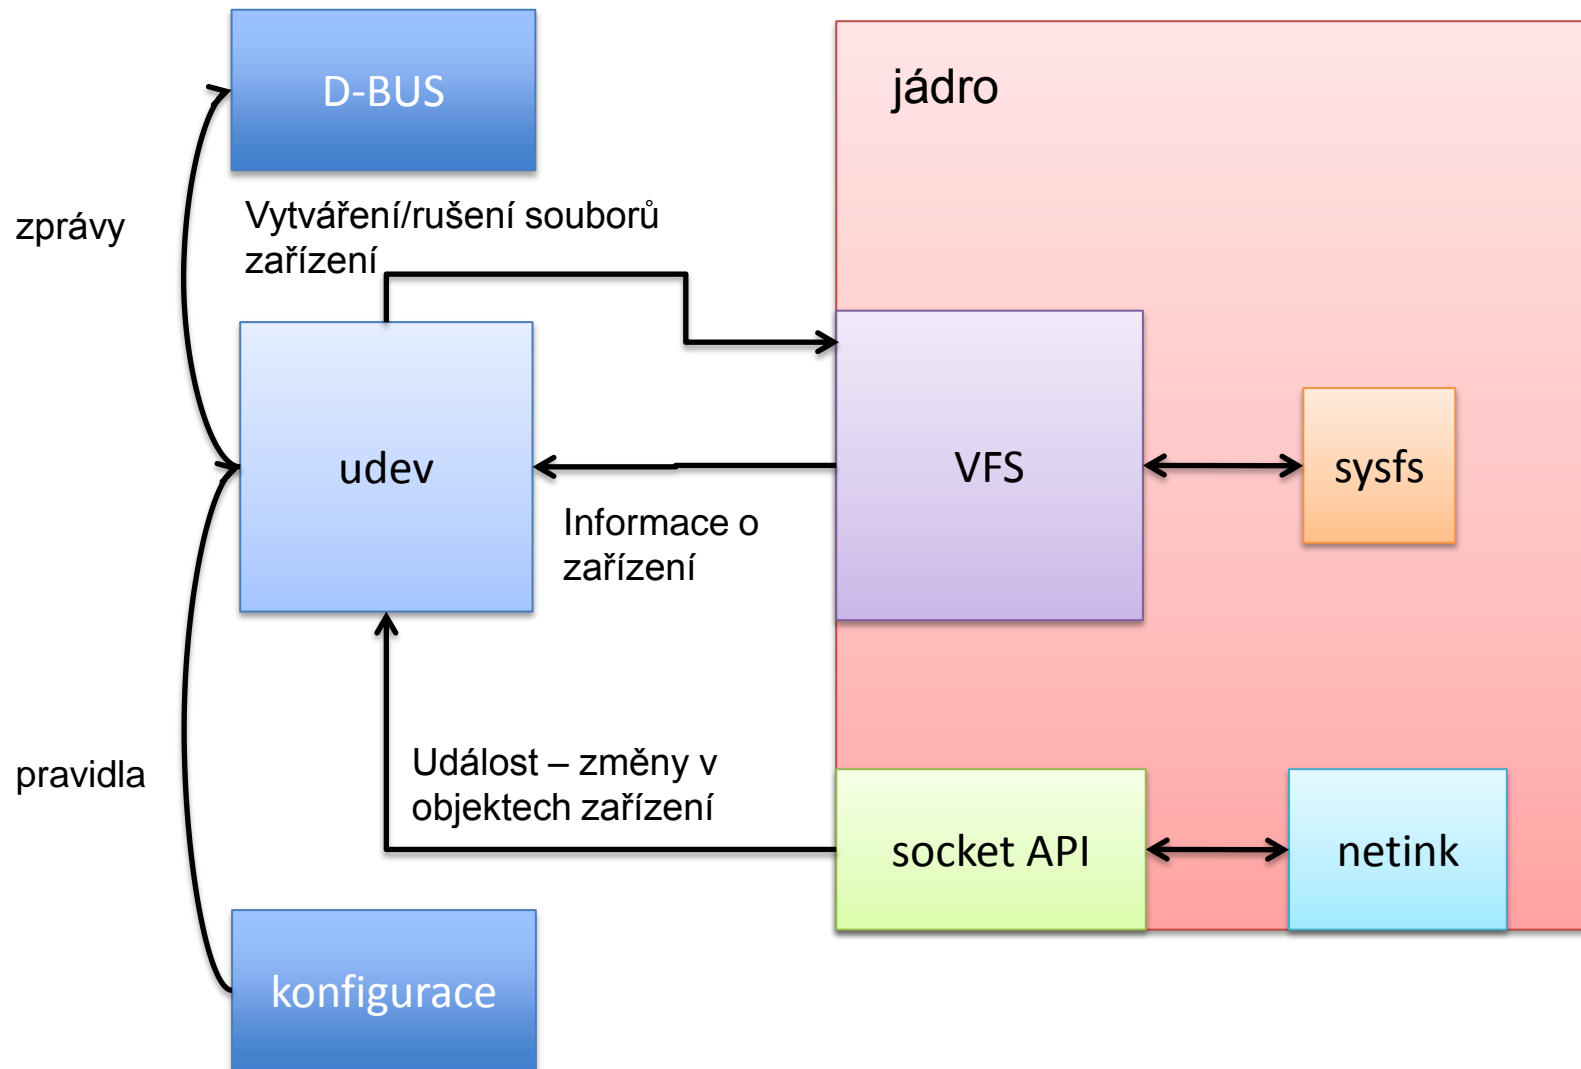 D-BUS
jádro
zprávy
Vytváření/rušení souborů
zařízení
udev
VFS
sysfs
Informace o
zařízení
pravidla
Událost – změny v
objektech zařízení
socket API
netink
konfigurace